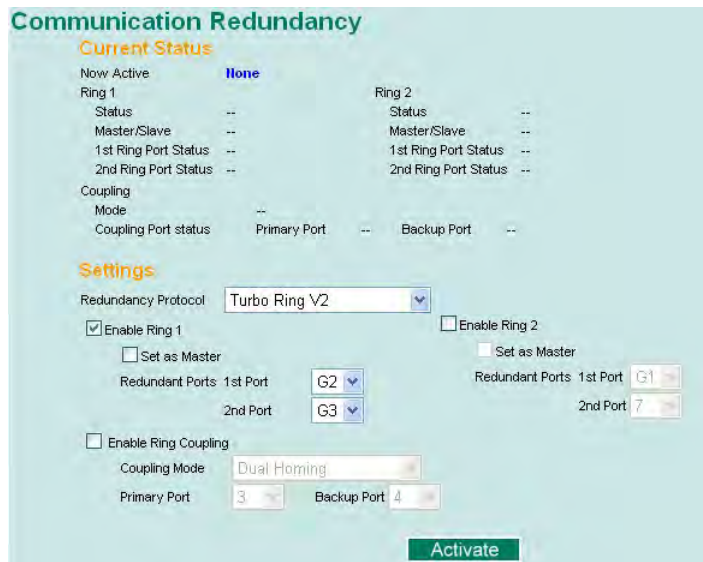 Communication Redundancy
Current Status
Now Active None
Ring 1 Ring 2
Status -- Status --
Master/Slave -- Master/Slave --
1st Ring Port Status -- 1st Ring Port Status --
2nd Ring Port Status -- 2nd Ring Port Status --
Coupling
Mode --
Coupling Port status Primary Port -- Backup Port --
Settings
Redundancy Protocol Turbo Ring V2
Enable Ring 1 Enable Ring 2
Set as Master Set as Master
Redundant Ports 1st Port G2 Redundant Ports 1st Port G1
2nd Port G3 2nd Port 7
Enable Ring Coupling
Coupling Mode Dual Homing
Primary Port 3 Backup Port 4
Activate